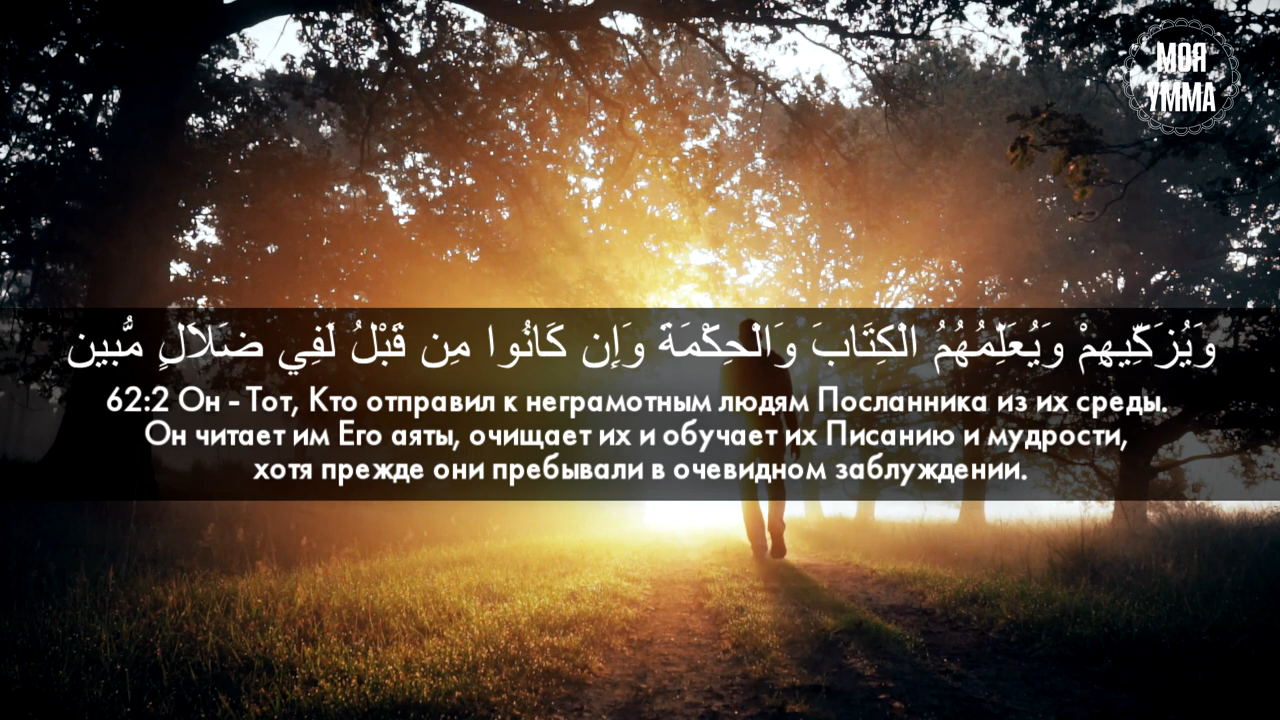 МОЯ
УММА
وَيُزَكِّيهِمْ وَيُعَلِّمُهُمُ الْكِتَابَ وَالْحِكْمَةَ وَإِن كَانُوا مِن قَبْلُ لَفِي ضَلَالٍ مُّبِين
62:2 Он - Тот, Кто отправил к неграмотным людям Посланника из их среды.
Он читает им Его аяты, очищает их и обучает их Писанию и мудрости,
хотя прежде они пребывали в очевидном заблуждении.